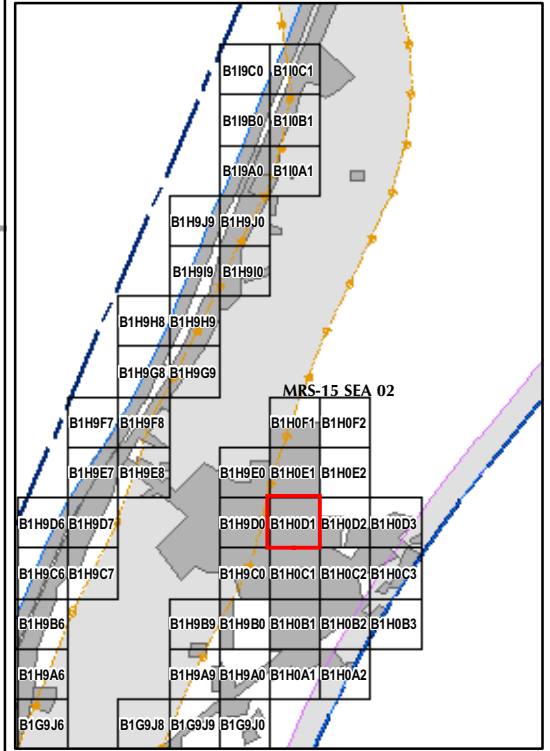 B1I9C0 B1I0C1
B1I9B0 B1I0B1
B1I9A0 B1I0A1
B1H9J9 B1H9J0
B1H9I9 B1H9I0
B1H9H8 B1H9H9
B1H9G8 B1H9G9
MRS-15 SEA 02
B1H9F7 B1H9F8 B1H0F1 B1H0F2
B1H9E7 B1H9E8 B1H9E0 B1H0E1 B1H0E2
B1H9D6 B1H9D7 B1H9D0 B1H0D1 B1H0D2 B1H0D3
B1H9C6 B1H9C7 B1H9C0 B1H0C1 B1H0C2 B1H0C3
B1H9B6 B1H9B9 B1H9B0 B1H0B1 B1H0B2 B1H0B3
B1H9A6 B1H9A9 B1H9A0 B1H0A1 B1H0A2
B1G9J6 B1G9J8 B1G9J9 B1G9J0